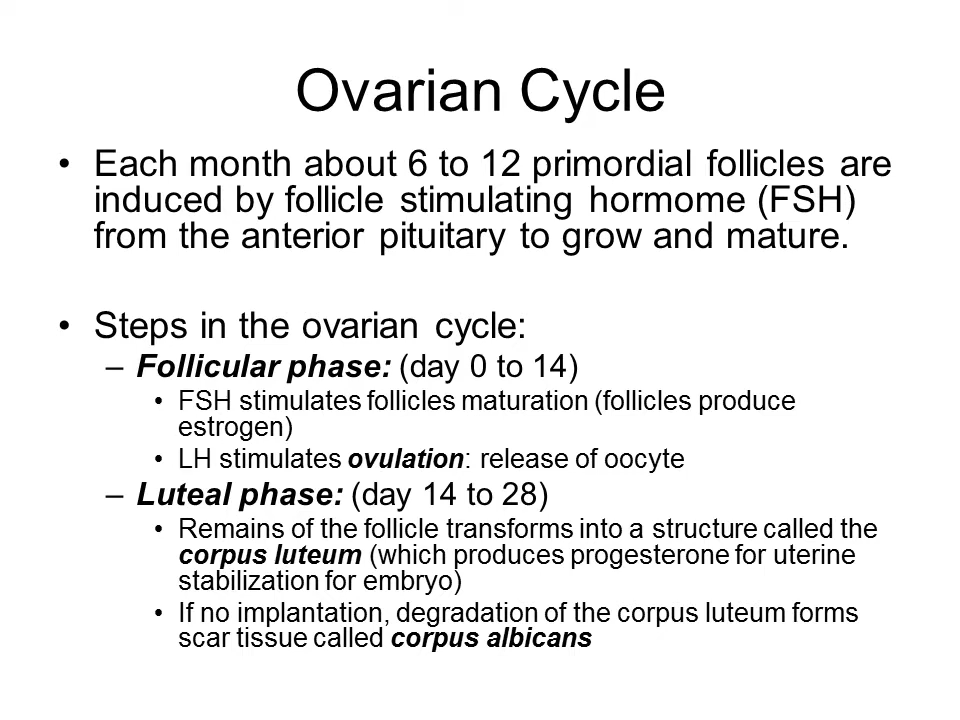 Ovarian Cycle
• Each month about 6 to 12 primordial follicles are
induced by follicle stimulating hormome (FSH)
from the anterior pituitary to grow and mature.
• Steps in the ovarian cycle:
– Follicular phase: (day 0 to 14)
• FSH stimulates follicles maturation (follicles produce
estrogen)
• LH stimulates ovulation: release of oocyte
– Luteal phase: (day 14 to 28)
• Remains of the follicle transforms into a structure called the
corpus luteum (which produces progesterone for uterine
stabilization for embryo)
• If no implantation, degradation of the corpus luteum forms
scar tissue called corpus albicans